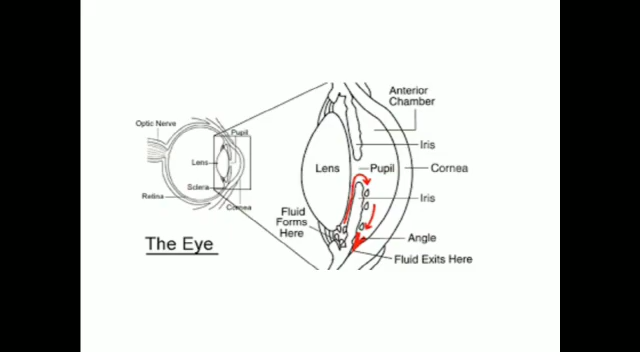 Optic Nerve
Pupil
Lens
Sclera
Retina
Cornea
The Eye
Anterior
Chamber
Iris
Lens
Pupil
Cornea
Iris
Fluid
Forms
Here
Angle
Fluid Exits Here